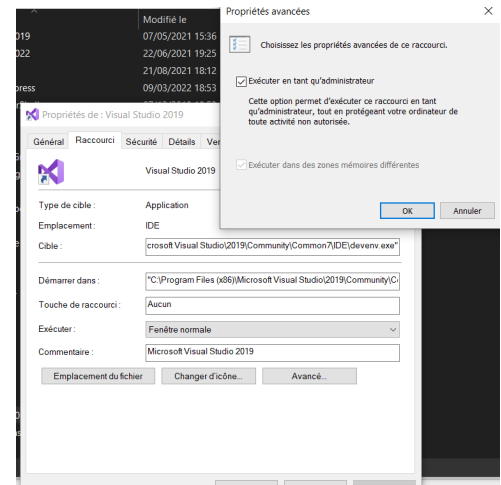 Modifié le
019
07/05/2021 15:36
022
22/06/2021 19:25
21/08/2021 18:12
press
09/03/2022 18:53
Propriétés avancées
Choisissez les propriétés avancées de ce raccourci.
Exécuter en tant qu'administrateur
Cette option permet d'exécuter ce raccourci en tant
qu'administrateur, tout en protégeant votre ordinateur de
toute activité non autorisée.
Exécuter dans des zones mémoires différentes
OK
Annuler
Propriétés de : Visual Studio 2019
Général
Raccourci
Sécurité
Détails
Ver
Visual Studio 2019
Type de cible :
Application
Emplacement :
IDE
Cible :
crosoft Visual Studio\2019\Community\Common7\IDE\devenv.exe"
Démarrer dans :
"C:\Program Files (x86)\Microsoft Visual Studio\2019\Community\C
Touche de raccourci :
Aucun
Exécuter :
Fenêtre normale
Commentaire :
Microsoft Visual Studio 2019
Emplacement du fichier
Changer d'icône...
Avancé...